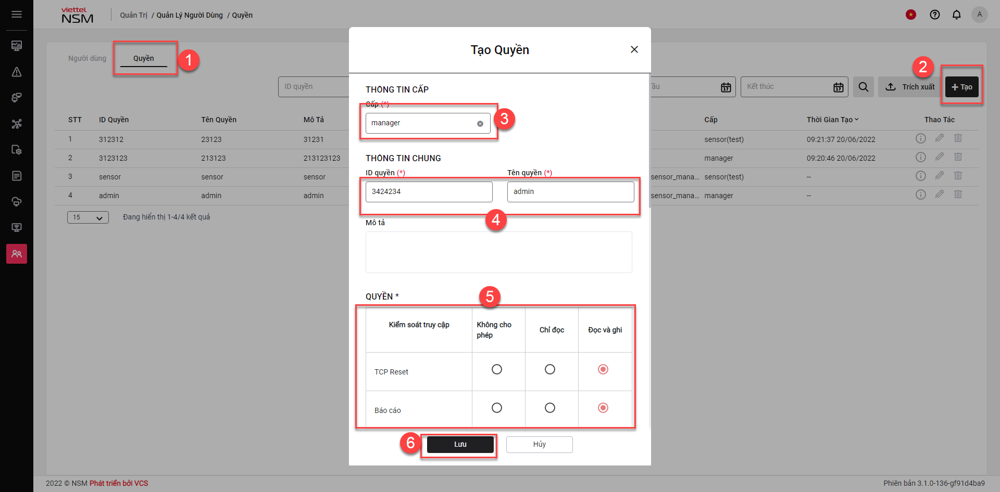 viettel
NSM
Quản Trị / Quản Lý Người Dùng / Quyền
A
Người dùng
Quyền
1
ID quyền
Kết thúc
Trích xuất
2
+ Tạo
STT ID Quyền Tên Quyền Mô Tả Cấp Thời Gian Tạo Thao Tác
1 312312 23123 31231 sensor(test) 09:21:37 20/06/2022
2 3123123 213123 213123123 manager 09:20:46 20/06/2022
3 sensor sensor sensor sensor_mana... sensor(test) --
4 admin admin admin sensor_mana... manager --
15
Đang hiển thị 1-4/4 kết quả
Tạo Quyền
THÔNG TIN CẤP
Cấp (*)
manager
3
THÔNG TIN CHUNG
ID quyền (*) Tên quyền (*)
3424234 admin
4
Mô tả
QUYỀN *
5
Kiểm soát truy cập Không cho phép Chỉ đọc Đọc và ghi
TCP Reset
Báo cáo
6
Lưu
Hủy
2022 © NSM Phát triển bởi VCS
Phiên bản 3.1.0-136-gf91d4ba9